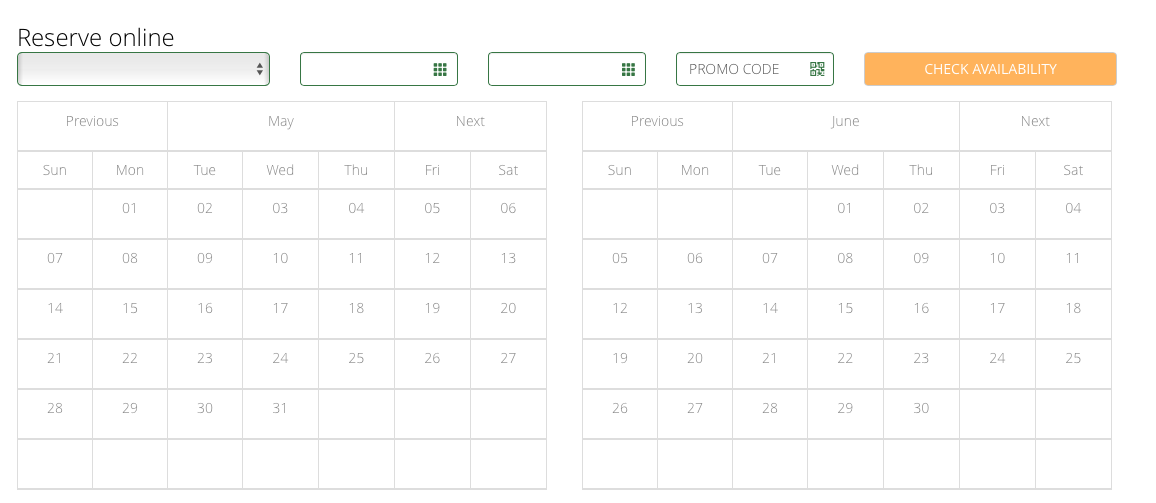 Reserve online
PROMO CODE CHECK AVAILABILITY
Previous May Next
Sun Mon Tue Wed Thu Fri Sat
01 02 03 04 05 06
07 08 09 10 11 12 13
14 15 16 17 18 19 20
21 22 23 24 25 26 27
28 29 30 31
Previous June Next
Sun Mon Tue Wed Thu Fri Sat
01 02 03 04
05 06 07 08 09 10 11
12 13 14 15 16 17 18
19 20 21 22 23 24 25
26 27 28 29 30